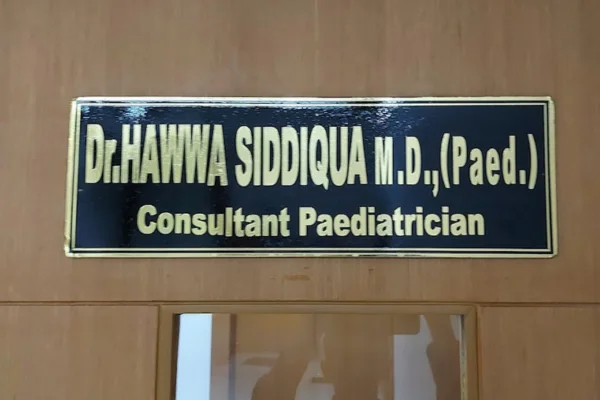 Dr.HAWWA SIDDIQUA M.D.,(Paed.)
Consultant Paediatrician